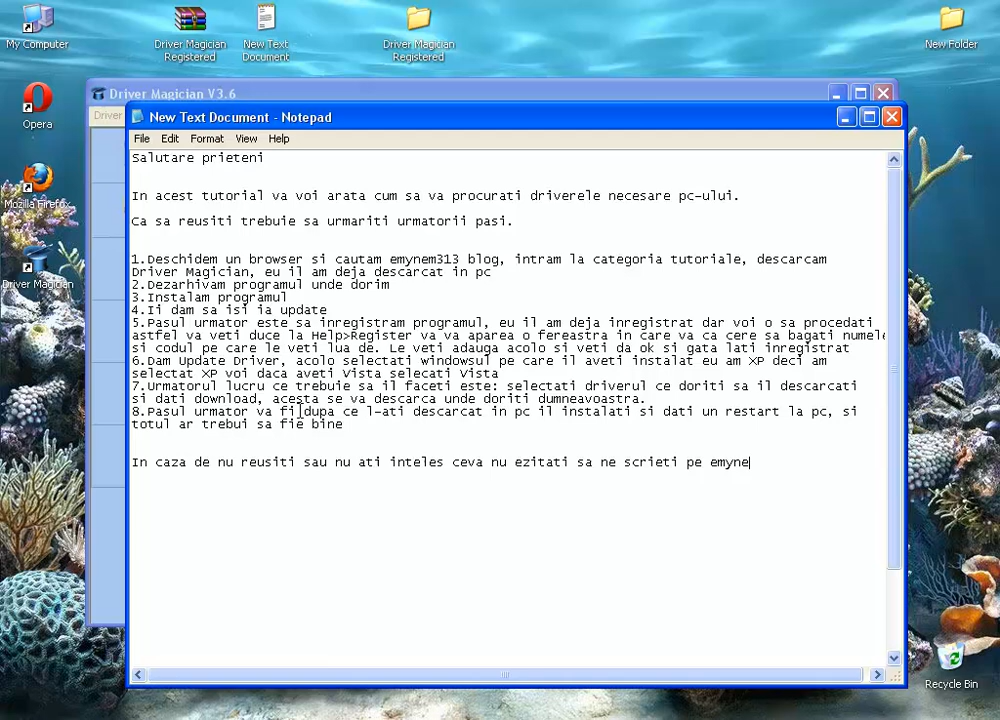 My Computer
Driver Magician
Registered
New Text
Document
Driver Magician
Registered
New Folder
Opera
Mozilla Firefox
Driver Magician
Driver Magician V3.6
Driver
New Text Document - Notepad
File Edit Format View Help
Salutare prieteni
In acest tutorial va voi arata cum sa va procurati driverele necesare pc-ului.
Ca sa reusiti trebuie sa urmariti urmatorii pasi.
1.Deschidem un browser si cautam emynem313 blog, intram la categoria tutoriale, descarcam
Driver Magician, eu il am deja descarcat in pc
2.Dezarhivam programul unde dorim
3.Instalam programul
4.Ii dam sa isi ia update
5.Pasul urmator este sa inregistram programul, eu il am deja inregistrat dar voi o sa procedati
astfel va veti duce la Help>Register va va aparea o fereastra in care va ca cere sa bagati numele
si codul pe care le veti lua de. Le veti adauga acolo si veti da ok si gata lati inregistrat
6.Dam Update Driver, acolo selectati windowsul pe care il aveti instalat eu am XP deci am
selectat XP voi daca aveti Vista selecati Vista
7.Urmatorul lucru ce trebuie sa il faceti este: selectati driverul ce doriti sa il descarcati
si dati download, acesta se va descarca unde doriti dumneavoastra.
8.Pasul urmator va fi dupa ce l-ati descarcat in pc il instalati si dati un restart la pc, si
totul ar trebui sa fie bine
In caza de nu reusiti sau nu ati inteles ceva nu ezitati sa ne scrieti pe emyne
Recycle Bin